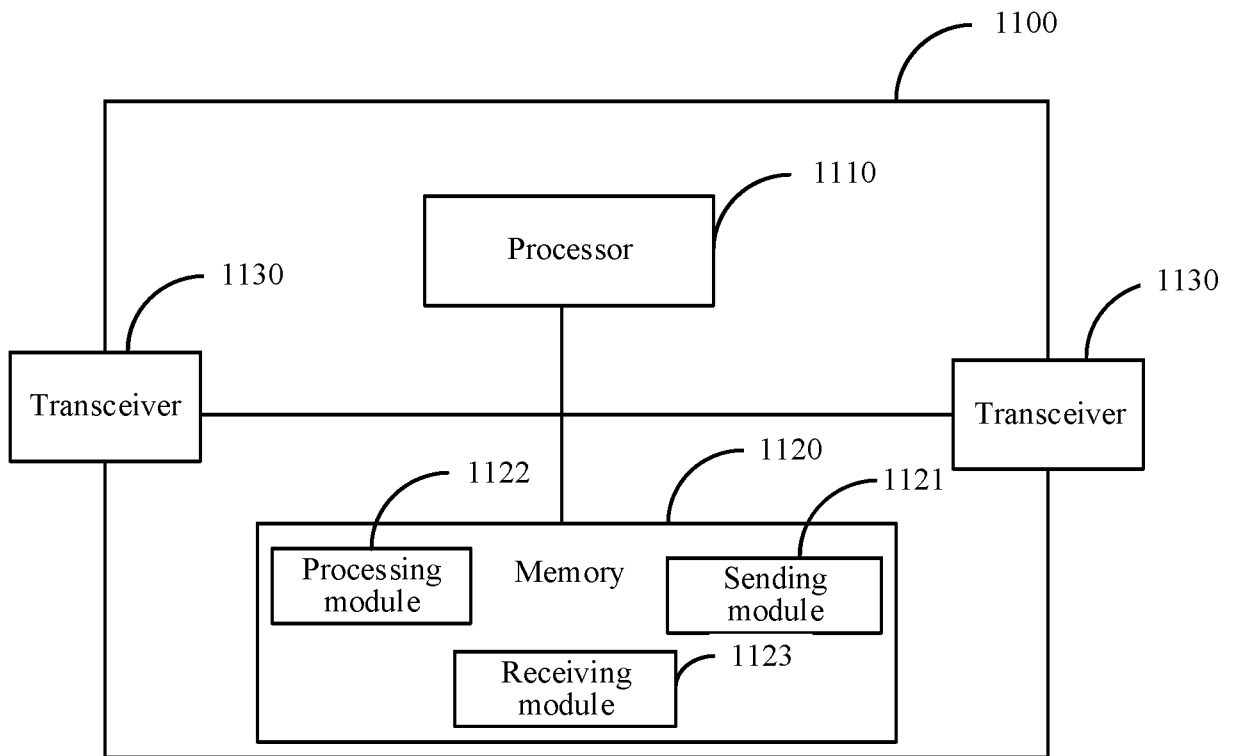 1100
1110
Processor
1130
1130
Transceiver
Transceiver
1120
1122
1121
Processing
module
Memory
Sending
module
1123
Receiving
module